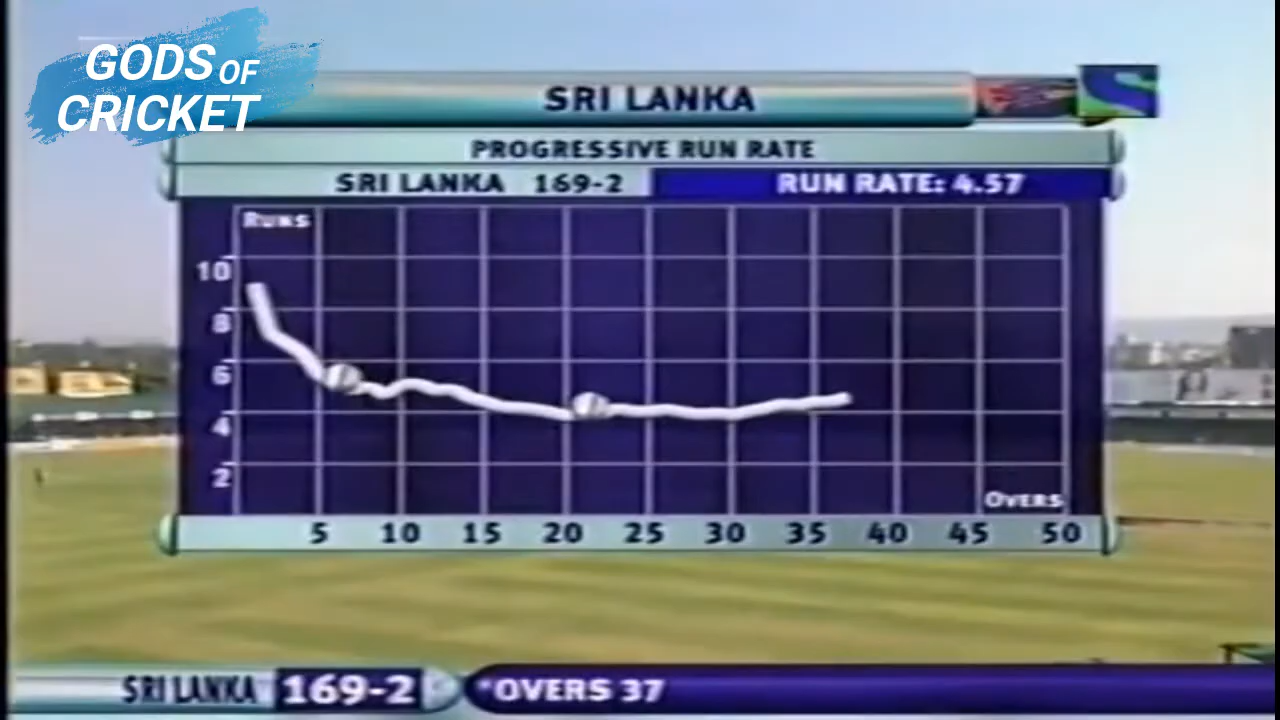 GODS OF
CRICKET
SRI LANKA
PROGRESSIVE RUN RATE
SRI LANKA 169-2 RUN RATE: 4.57
RUNS
10
8
6
4
2
OVERS
5 10 15 20 25 30 35 40 45 50
SRI LANKA 169-2 *OVERS 37